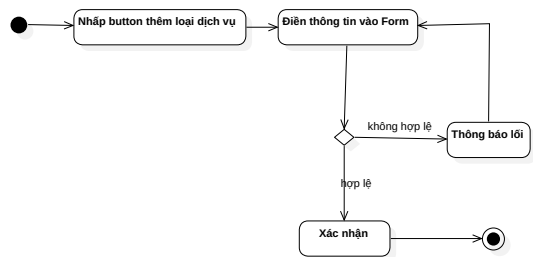 Nhấp button thêm loại dịch vụ
Điền thông tin vào Form
không hợp lệ
Thông báo lối
hợp lệ
Xác nhận